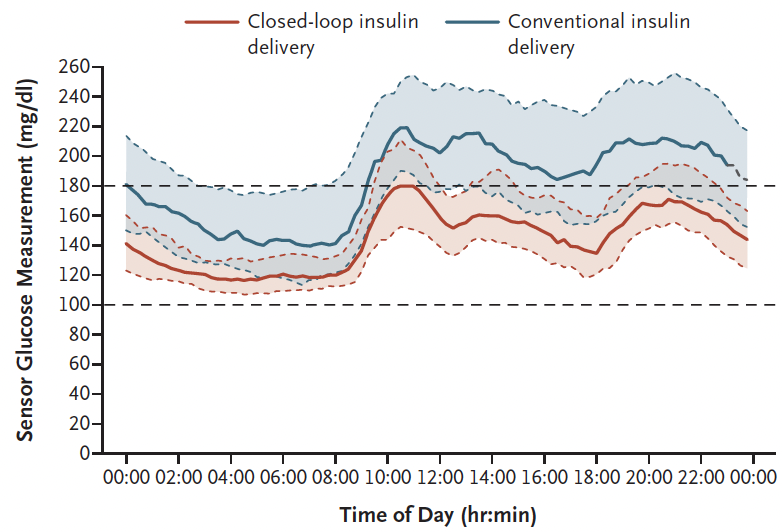 Closed-loop insulin delivery
Conventional insulin delivery
Sensor Glucose Measurement (mg/dl)
260
240
220
200
180
160
140
120
100
80
60
40
20
0
00:00 02:00 04:00 06:00 08:00 10:00 12:00 14:00 16:00 18:00 20:00 22:00 00:00
Time of Day (hr:min)